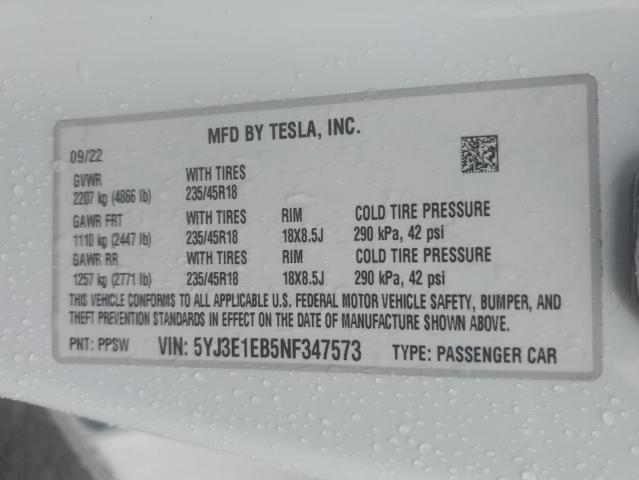 MFD BY TESLA, INC.
09/22
GVWR WITH TIRES
2207 kg (4866 lb) 235/45R18
GAWR FRT WITH TIRES RIM COLD TIRE PRESSURE
1110 kg (2447 lb) 235/45R18 18X8.5J 290 kPa, 42 psi
GAWR RR WITH TIRES RIM COLD TIRE PRESSURE
1257 kg (2771 lb) 235/45R18 18X8.5J 290 kPa, 42 psi
THIS VEHICLE CONFORMS TO ALL APPLICABLE U.S. FEDERAL MOTOR VEHICLE SAFETY, BUMPER, AND
THEFT PREVENTION STANDARDS IN EFFECT ON THE DATE OF MANUFACTURE SHOWN ABOVE.
PNT: PPSW VIN: 5YJ3E1EB5NF347573 TYPE: PASSENGER CAR